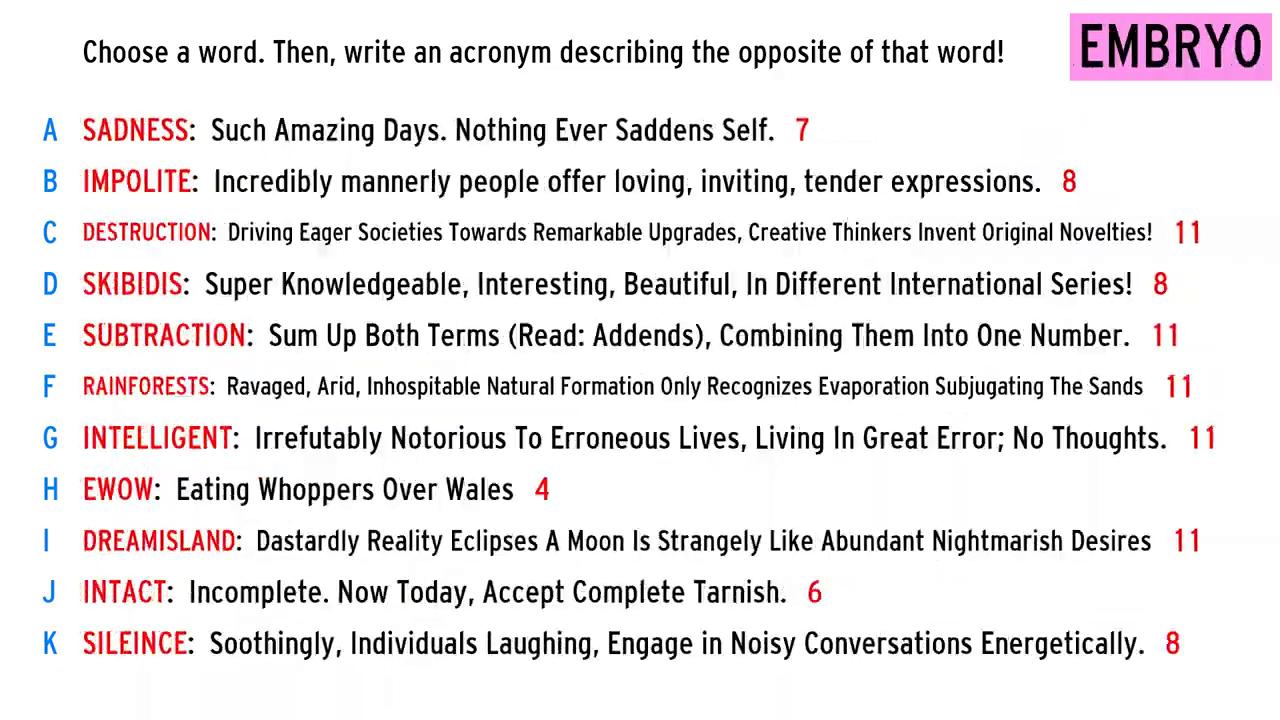 Choose a word. Then, write an acronym describing the opposite of that word!
EMBRYO
A SADNESS: Such Amazing Days. Nothing Ever Saddens Self. 7
B IMPOLITE: Incredibly mannerly people offer loving, inviting, tender expressions. 8
C DESTRUCTION: Driving Eager Societies Towards Remarkable Upgrades, Creative Thinkers Invent Original Novelties! 11
D SKIBIDIS: Super Knowledgeable, Interesting, Beautiful, In Different International Series! 8
E SUBTRACTION: Sum Up Both Terms (Read: Addends), Combining Them Into One Number. 11
F RAINFORESTS: Ravaged, Arid, Inhospitable Natural Formation Only Recognizes Evaporation Subjugating The Sands 11
G INTELLIGENT: Irrefutably Notorious To Erroneous Lives, Living In Great Error; No Thoughts. 11
H EWOW: Eating Whoppers Over Wales 4
I DREAMISLAND: Dastardly Reality Eclipses A Moon Is Strangely Like Abundant Nightmarish Desires 11
J INTACT: Incomplete. Now Today, Accept Complete Tarnish. 6
K SILEINCE: Soothingly, Individuals Laughing, Engage in Noisy Conversations Energetically. 8